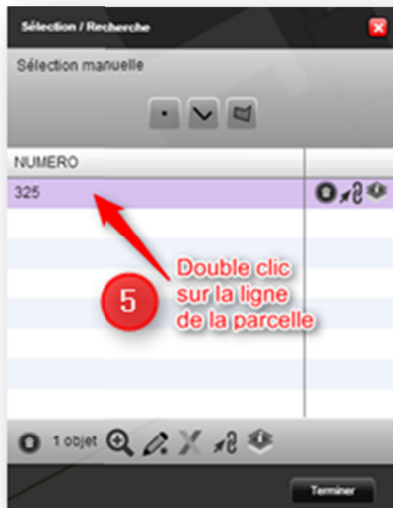 Sélection / Recherche
Sélection manuelle
NUMERO
325
5
Double clic
sur la ligne
de la parcelle
1 objet
Terminer